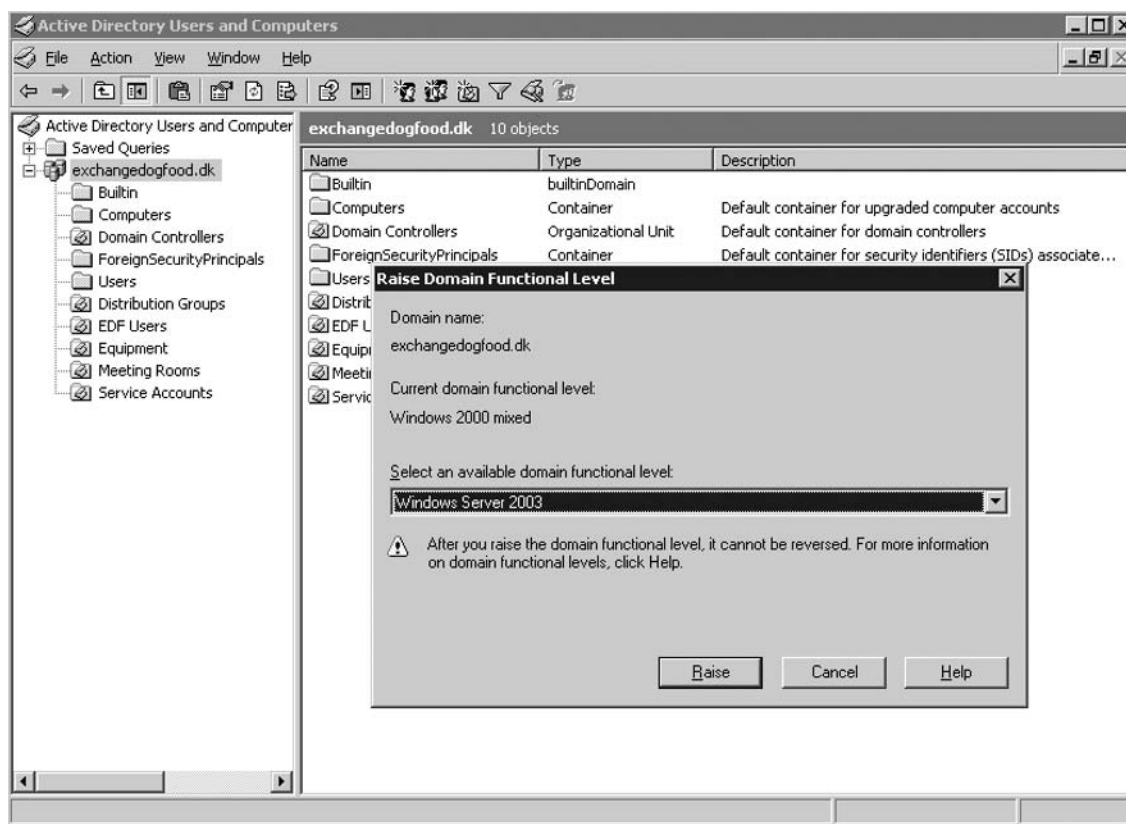 Active Directory Users and Computers
File Action View Window Help
Active Directory Users and Computer
Saved Queries
exchangedogfood.dk
Builtin
Computers
Domain Controllers
ForeignSecurityPrincipals
Users
Distribution Groups
EDF Users
Equipment
Meeting Rooms
Service Accounts
exchangedogfood.dk 10 objects
Name Type Description
Builtin builtinDomain
Computers Container Default container for upgraded computer accounts
Domain Controllers Organizational Unit Default container for domain controllers
ForeignSecurityPrincipals Container Default container for security identifiers (SIDs) associate...
Users
Distrib
EDF U
Equip
Meeti
Servic
Raise Domain Functional Level
Domain name:
exchangedogfood.dk
Current domain functional level:
Windows 2000 mixed
Select an available domain functional level:
Windows Server 2003
After you raise the domain functional level, it cannot be reversed. For more information
on domain functional levels, click Help.
Raise Cancel Help